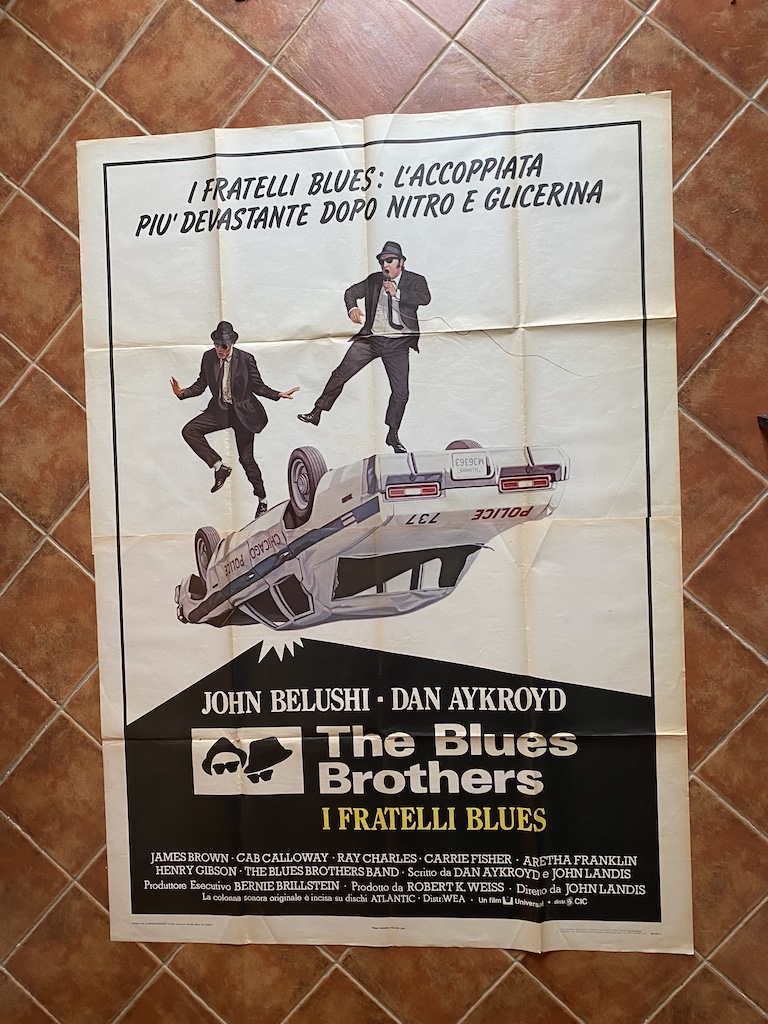 I FRATELLI BLUES: L'ACCOPPIATA
PIU' DEVASTANTE DOPO NITRO E GLICERINA
ILLINOIS
M36363
737 POLICE
CHICAGO POLICE
JOHN BELUSHI · DAN AYKROYD
The Blues
Brothers
I FRATELLI BLUES
JAMES BROWN · CAB CALLOWAY · RAY CHARLES · CARRIE FISHER · ARETHA FRANKLIN
HENRY GIBSON · THE BLUES BROTHERS BAND · Scritto da DAN AYKROYD e JOHN LANDIS
Produttore Esecutivo BERNIE BRILLSTEIN · Prodotto da ROBERT K. WEISS · Diretto da JOHN LANDIS
La colonna sonora originale è incisa su dischi ATLANTIC · Distr. WEA · Un film Universal · distr. CIC